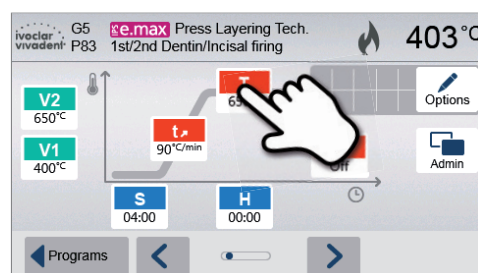 ivoclar vivadent G5 P83 IPS e.max Press Layering Tech.
1st/2nd Dentin/Incisal firing
403°C
V2
650°C
V1
400°C
t↗
90°C/min
T
Off
S
04:00
H
00:00
Options
Admin
Programs